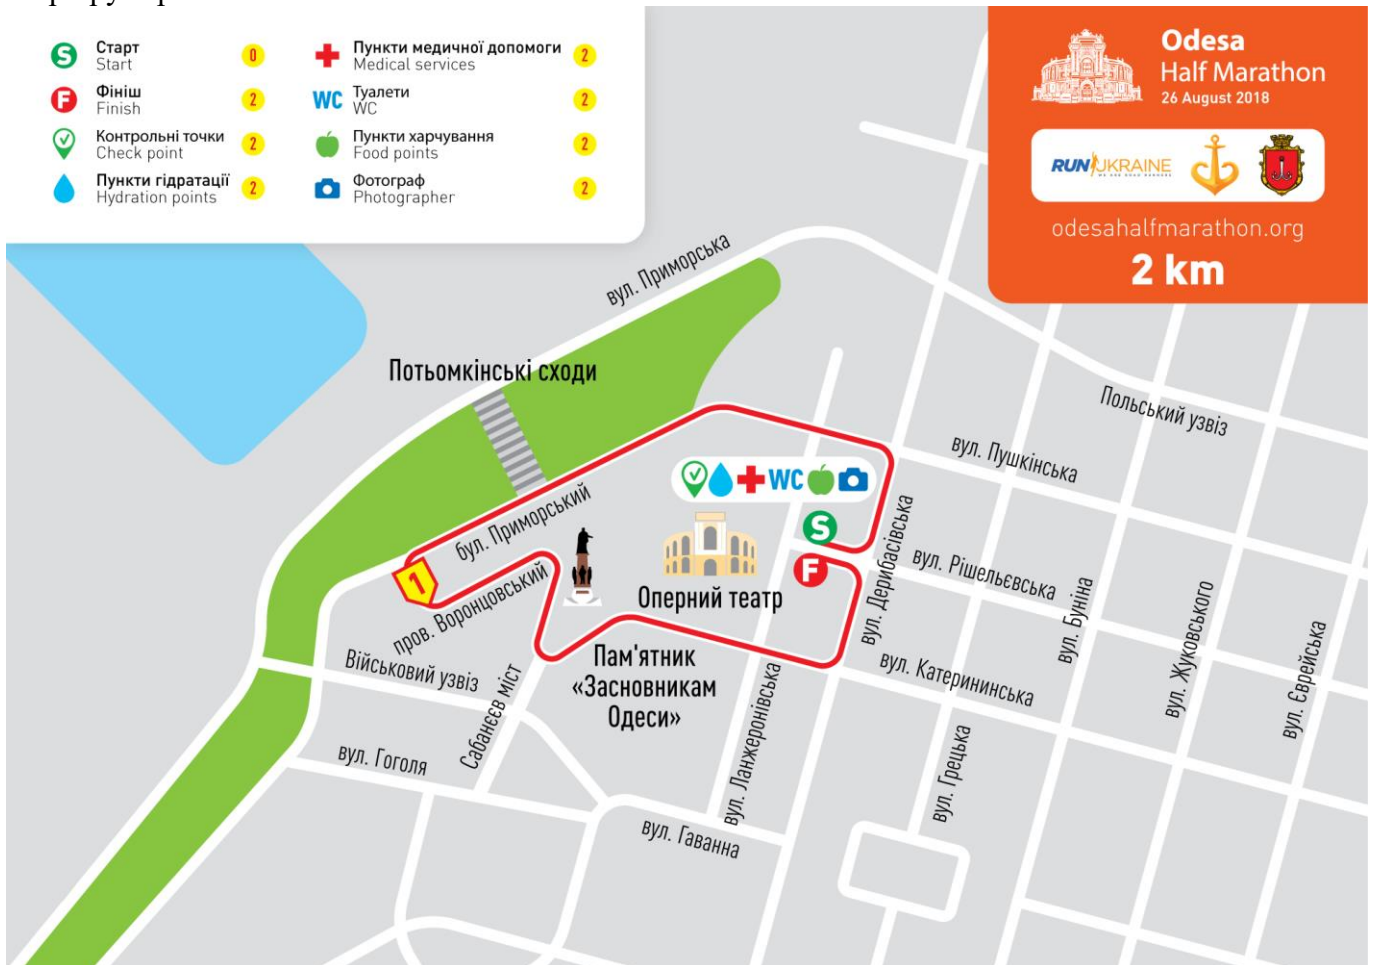 Старт
Start
0
Фініш
Finish
2
Контрольні точки
Check point
2
Пункти гідратації
Hydration points
2
Пункти медичної допомоги
Medical services
2
WC
Туалети
WC
2
Пункти харчування
Food points
2
Фотограф
Photographer
2
S
F
Odesa
Half Marathon
26 August 2018
RUN UKRAINE
odesahalfmarathon.org
2 km
вул. Приморська
Потьомкінські сходи
Польський узвіз
вул. Пушкінська
WC
бул. Приморський
S
вул. Дерибасівська
вул. Рішельєвська
F
1
Оперний театр
пров. Воронцовський
вул. Буніна
вул. Жуковського
вул. Єврейська
Військовий узвіз
Пам'ятник
«Засновникам
Одеси»
вул. Катерининська
Сабанєєв міст
вул. Ланжеронівська
вул. Грецька
вул. Гоголя
вул. Гаванна